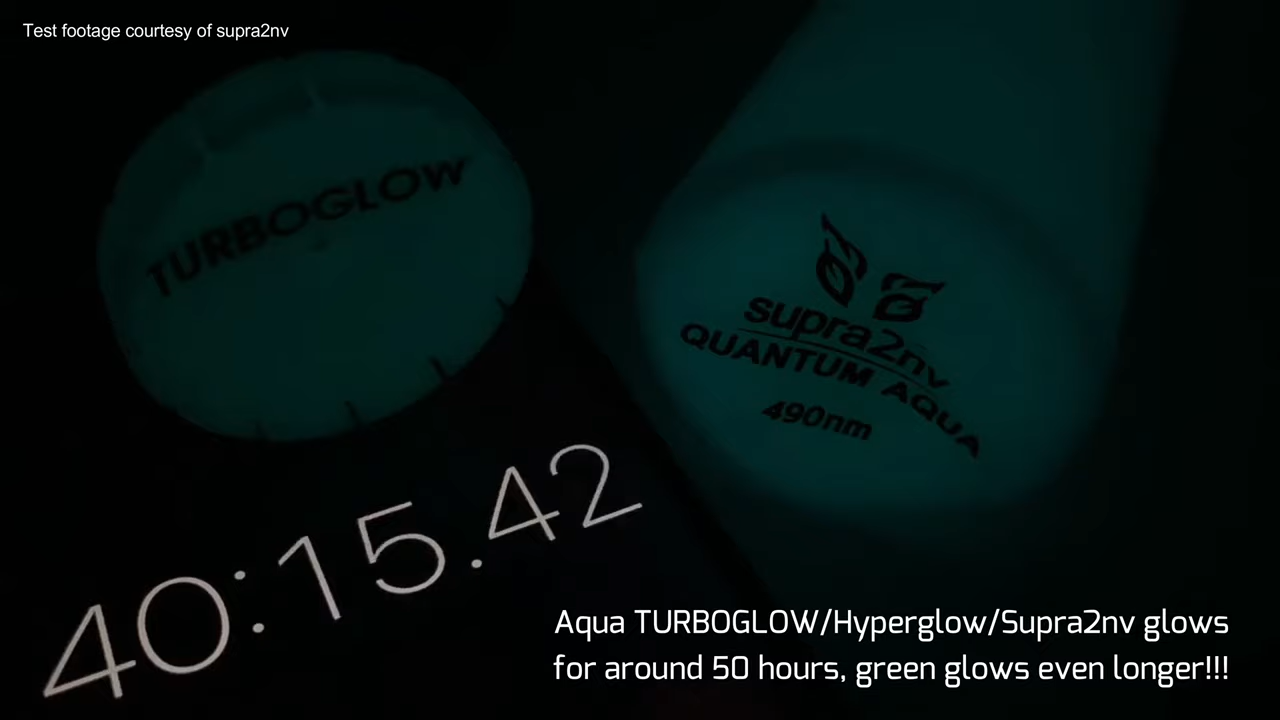 Test footage courtesy of supra2nv
TURBOGLOW
supra2nv
QUANTUM AQUA
490nm
40:15.42
Aqua TURBOGLOW/Hyperglow/Supra2nv glows
for around 50 hours, green glows even longer!!!